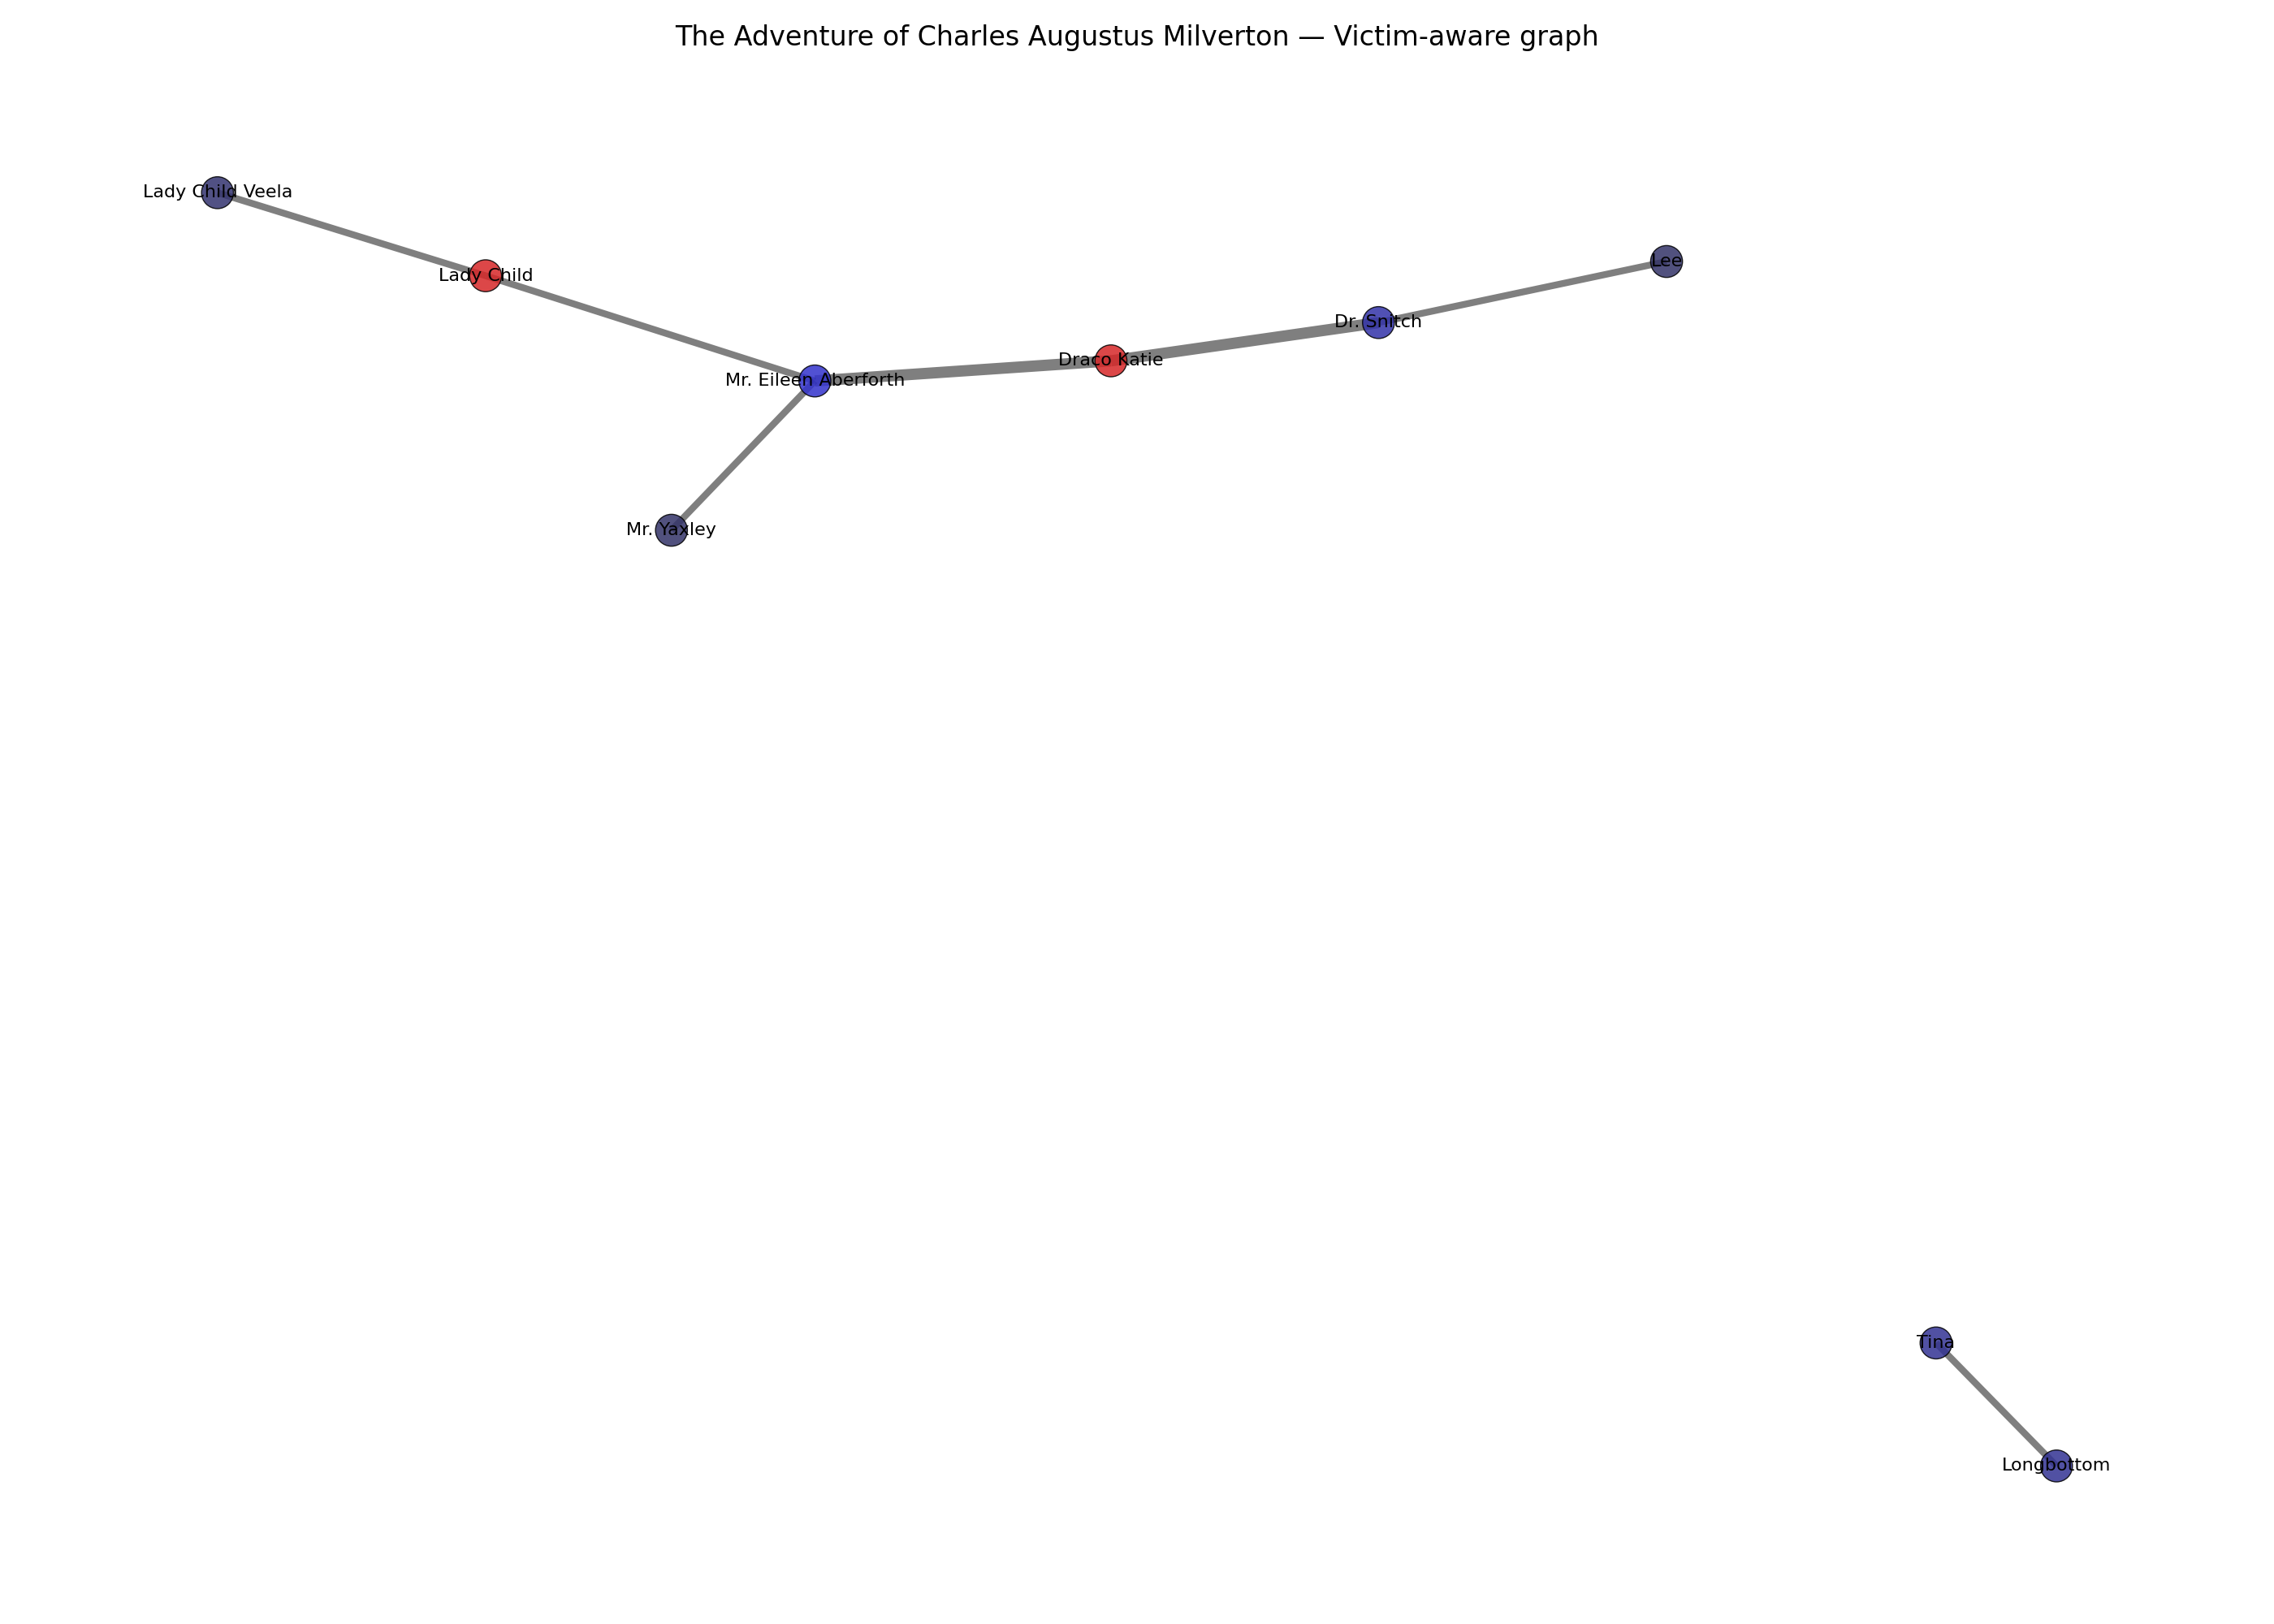 The Adventure of Charles Augustus Milverton — Victim-aware graph
Lady Child Veela
Lee
Lady Child
Dr. Snitch
Draco Katie
Mr. Eileen Aberforth
Mr. Yaxley
Tina
Longbottom